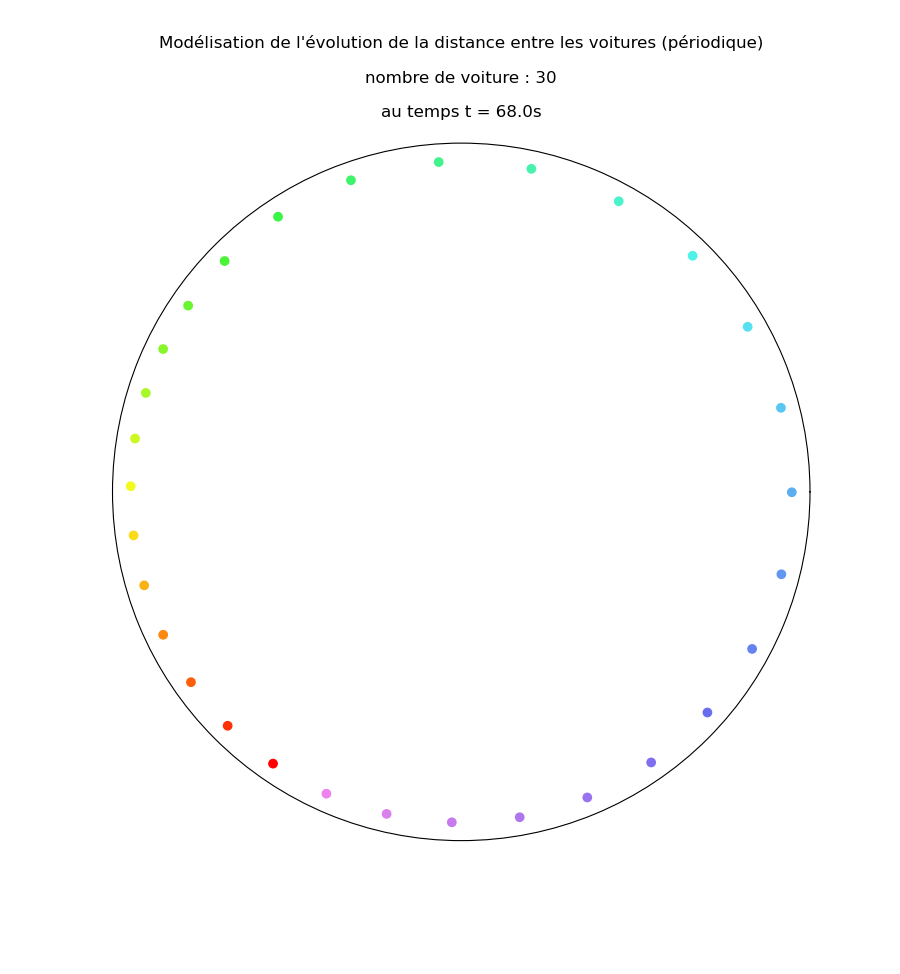 Modélisation de l'évolution de la distance entre les voitures (périodique)
nombre de voiture : 30
au temps t = 68.0s